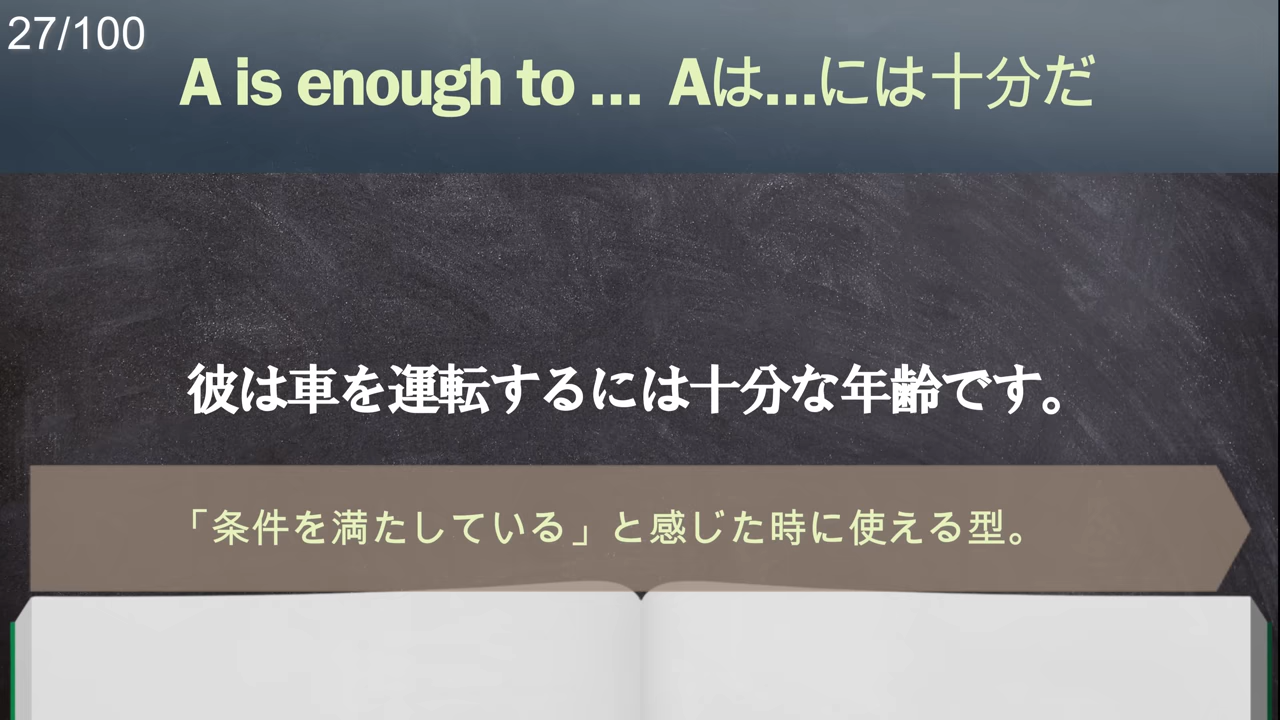 27/100
A is enough to ... Aは...には十分だ
彼は車を運転するには十分な年齢です。
「条件を満たしている」と感じた時に使える型。